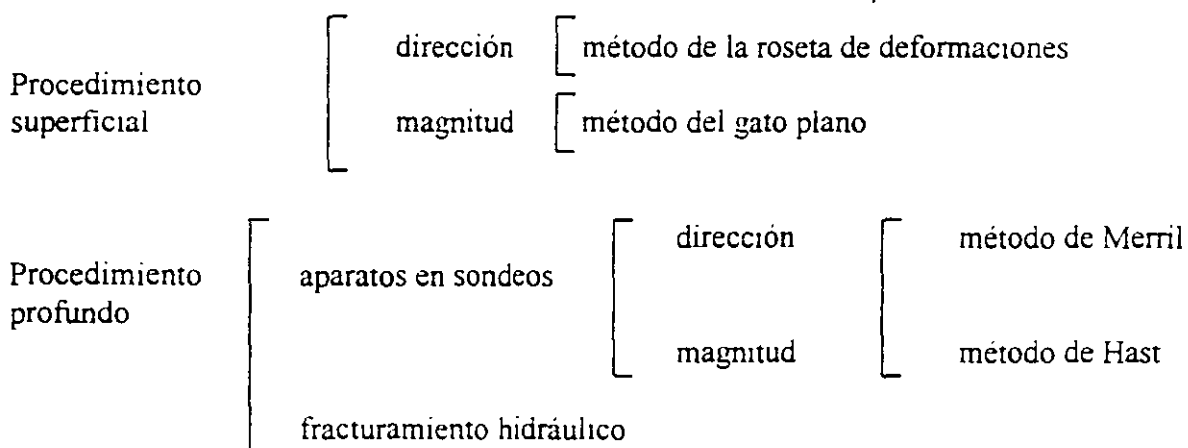 dirección método de la roseta de deformaciones
Procedimiento
superficial magnitud método del gato plano
dirección método de Merril
Procedimiento aparatos en sondeos
profundo
magnitud método de Hast
fracturamiento hidráulico